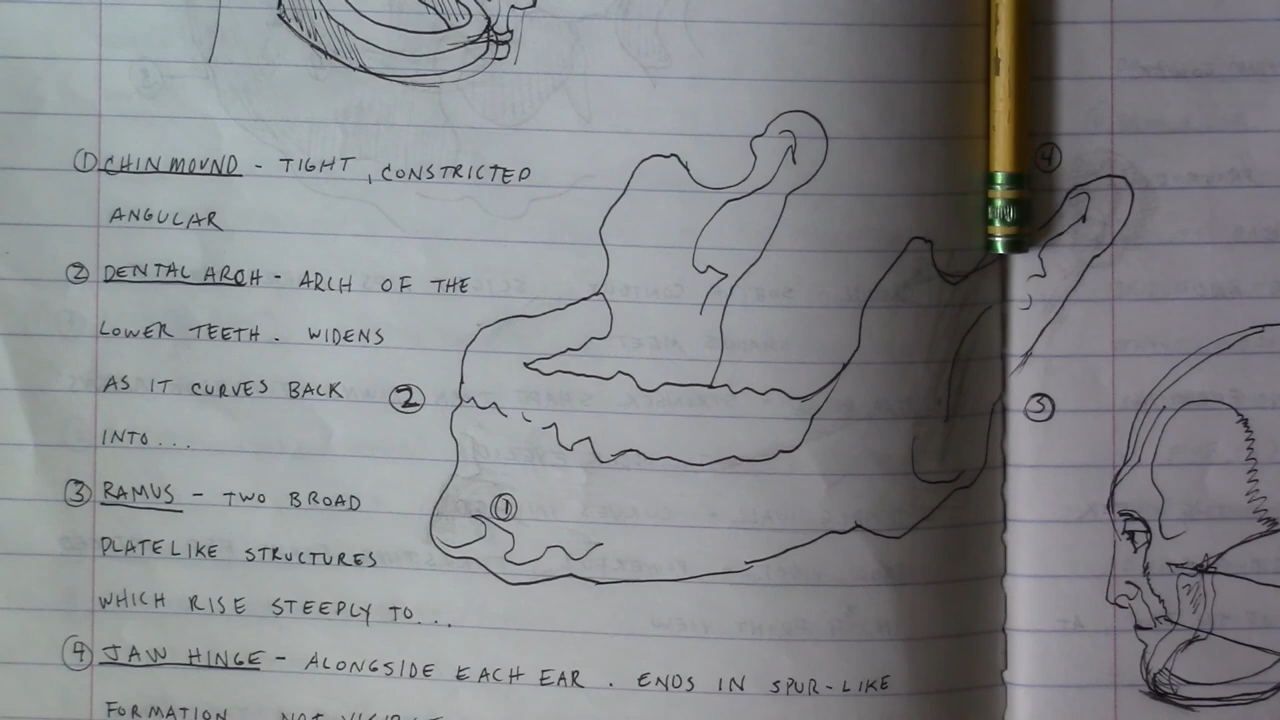 ① CHIN MOUND - TIGHT, CONSTRICTED
ANGULAR
② DENTAL ARCH - ARCH OF THE
LOWER TEETH. WIDENS
AS IT CURVES BACK
INTO...
③ RAMUS - TWO BROAD
PLATELIKE STRUCTURES
WHICH RISE STEEPLY TO...
④ JAW HINGE - ALONGSIDE EACH EAR. ENDS IN SPUR-LIKE
FORMATION
④
②
③
①